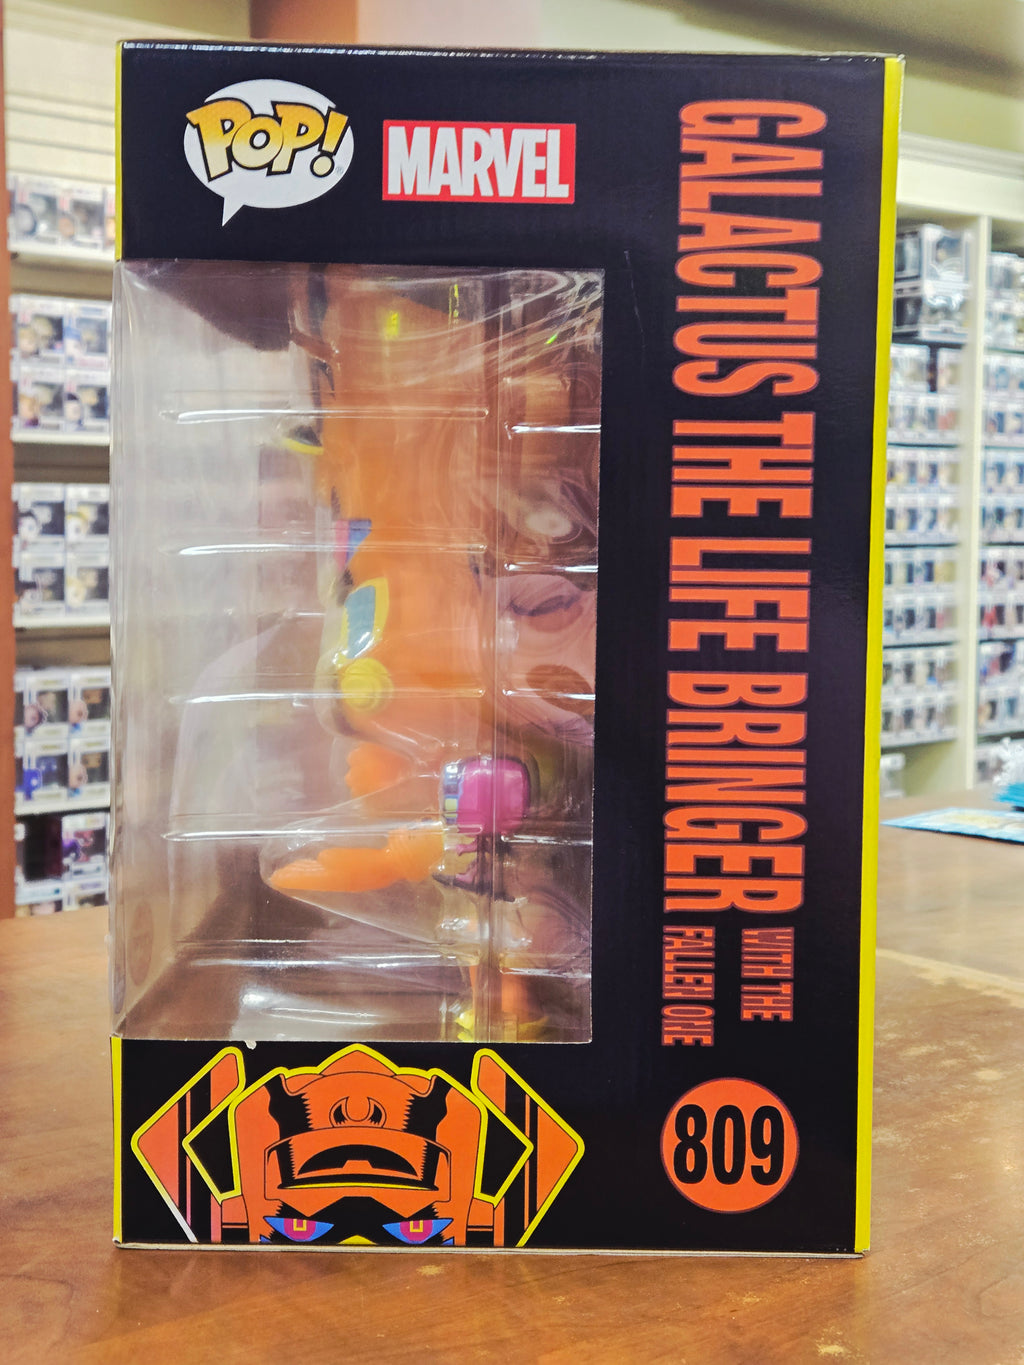 POP!
MARVEL
GALACTUS THE LIFE BRINGER
WITH THE
FALLEN ONE
809